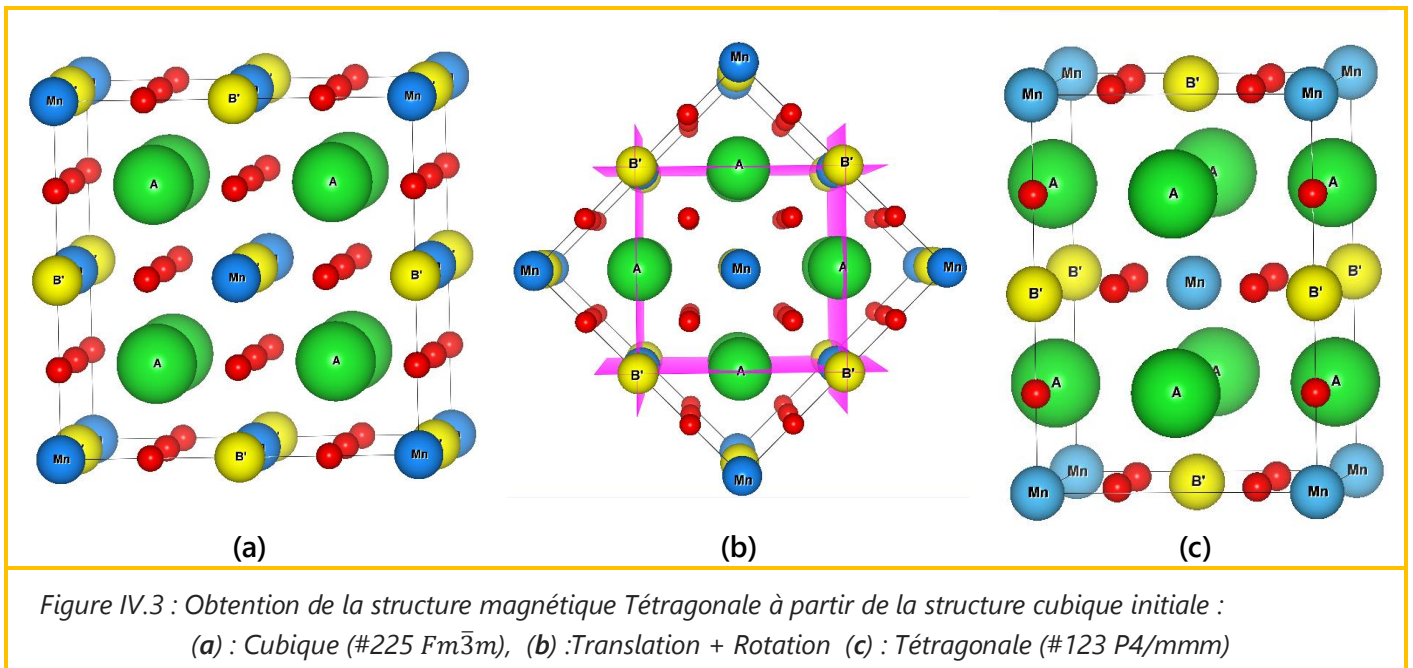 Mn B' Mn
A A
B' Mn B'
A A
Mn B' Mn
Mn
B' B'
A
Mn A Mn A Mn
B' B'
A
Mn
Mn Mn
Mn B' Mn
A A A
A
B' B'
B' Mn B'
A A A
A
Mn Mn
Mn B' Mn
(a) (b) (c)
Figure IV.3 : Obtention de la structure magnétique Tétragonale à partir de la structure cubique initiale :
(a) : Cubique (#225 Fm3̅m), (b) :Translation + Rotation (c) : Tétragonale (#123 P4/mmm)